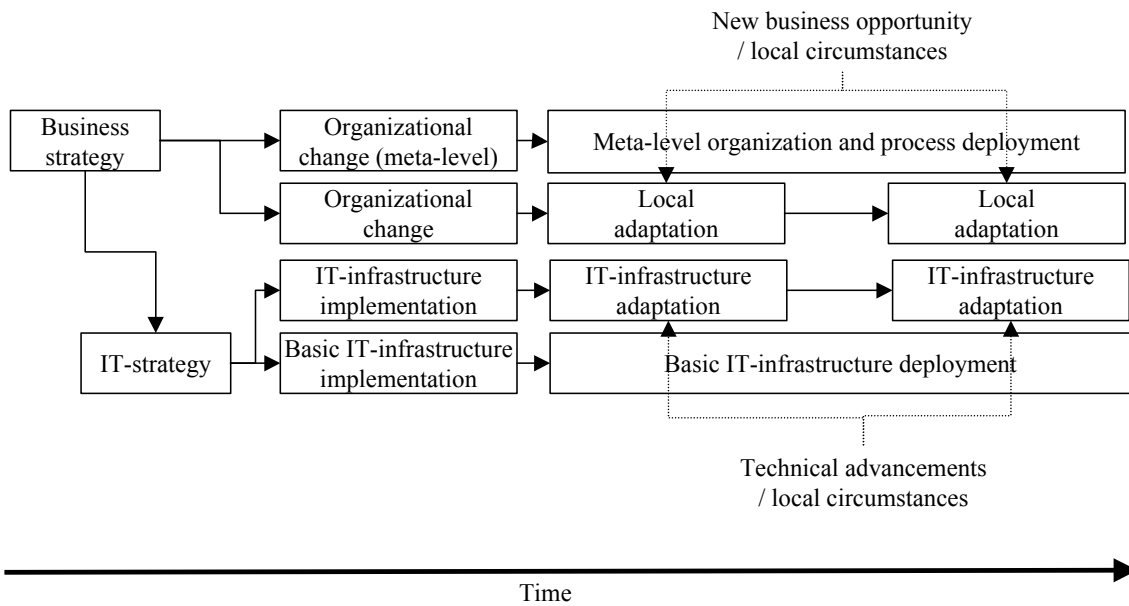 New business opportunity
/ local circumstances
Business
strategy
Organizational
change (meta-level)
Meta-level organization and process deployment
Organizational
change
Local
adaptation
Local
adaptation
IT-infrastructure
implementation
IT-infrastructure
adaptation
IT-infrastructure
adaptation
IT-strategy
Basic IT-infrastructure
implementation
Basic IT-infrastructure deployment
Technical advancements
/ local circumstances
Time